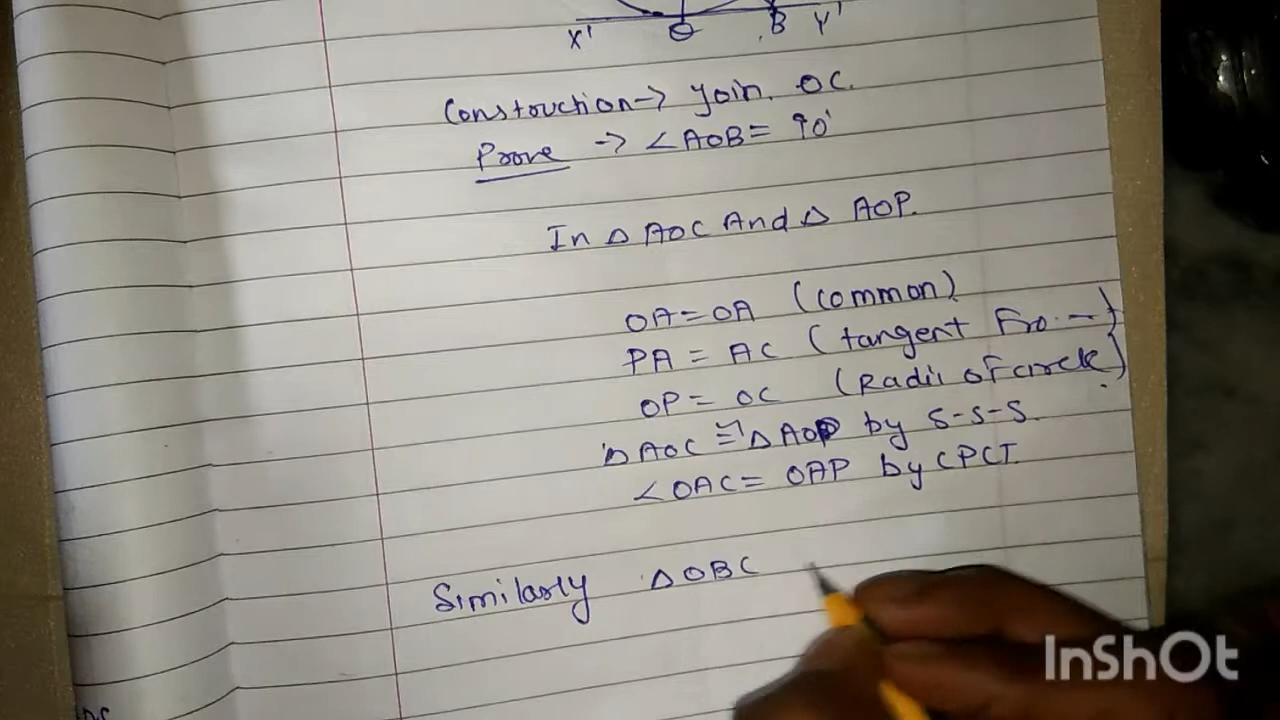 X' Q B Y'
Construction → Join. OC.
Prove → ∠AOB = 90°
In △ AOC And △ AOP.
OA = OA (common)
PA = AC (tangent Fro. —)
OP = OC (Radii of circle)
△AOC ≅ △AOP by S-S-S.
∠OAC = OAP by CPCT.
Similarly △OBC
InShOt